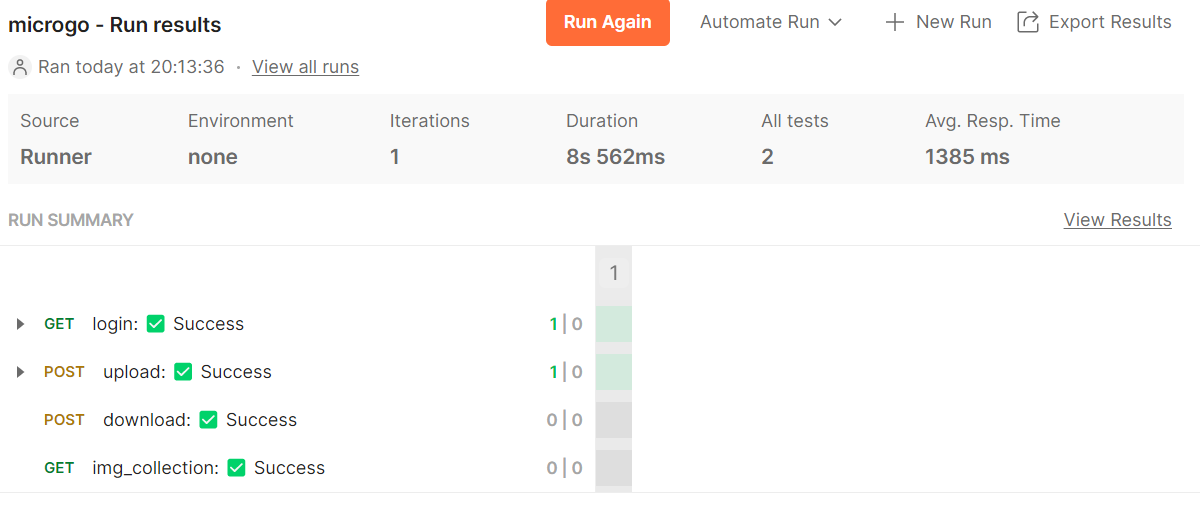 microgo - Run results
Run Again
Automate Run
New Run
Export Results
Ran today at 20:13:36 · View all runs
Source Environment Iterations Duration All tests Avg. Resp. Time
Runner none 1 8s 562ms 2 1385 ms
RUN SUMMARY
View Results
1
GET login: ✅ Success 1 | 0
POST upload: ✅ Success 1 | 0
POST download: ✅ Success 0 | 0
GET img_collection: ✅ Success 0 | 0